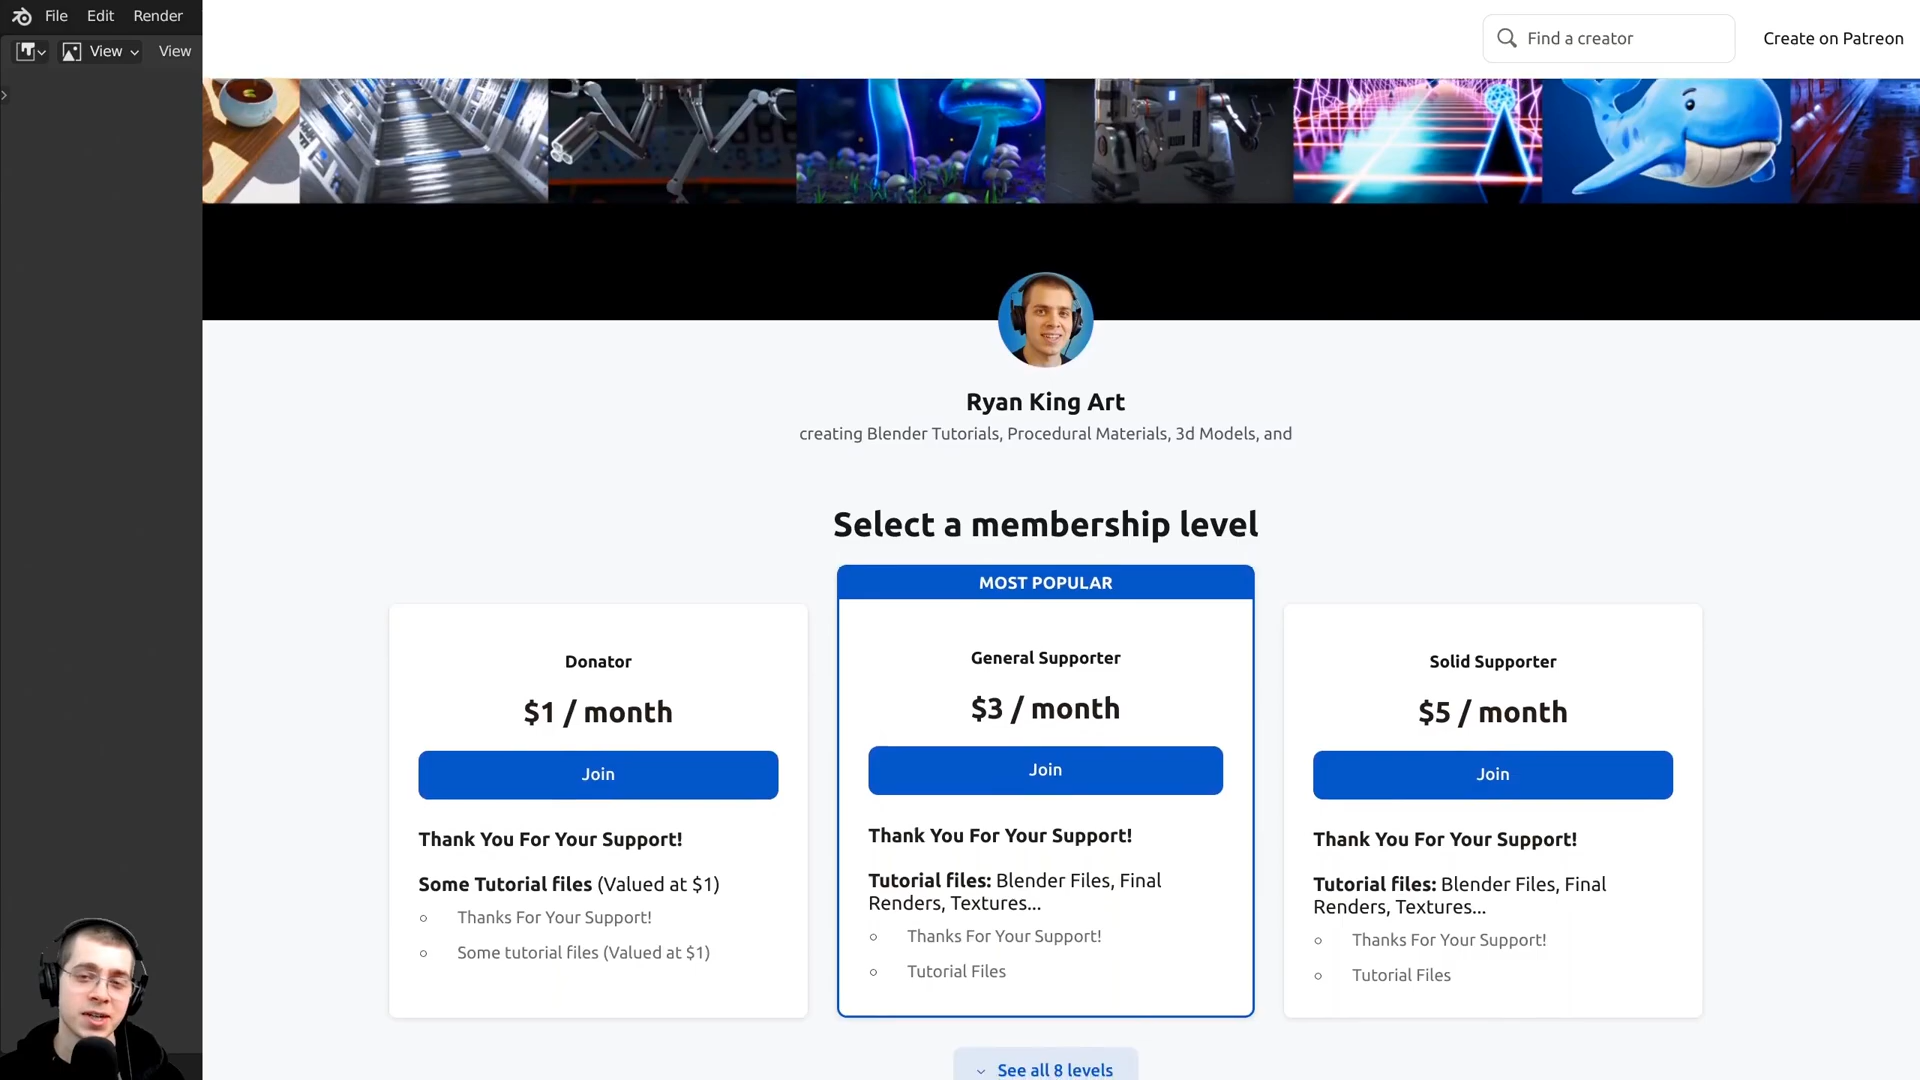 File Edit Render
View View
Find a creator
Create on Patreon
Ryan King Art
creating Blender Tutorials, Procedural Materials, 3d Models, and
Select a membership level
MOST POPULAR
Donator
$1 / month
Join
Thank You For Your Support!
Some Tutorial files (Valued at $1)
Thanks For Your Support!
Some tutorial files (Valued at $1)
General Supporter
$3 / month
Join
Thank You For Your Support!
Tutorial files: Blender Files, Final
Renders, Textures...
Thanks For Your Support!
Tutorial Files
Solid Supporter
$5 / month
Join
Thank You For Your Support!
Tutorial files: Blender Files, Final
Renders, Textures...
Thanks For Your Support!
Tutorial Files
See all 8 levels